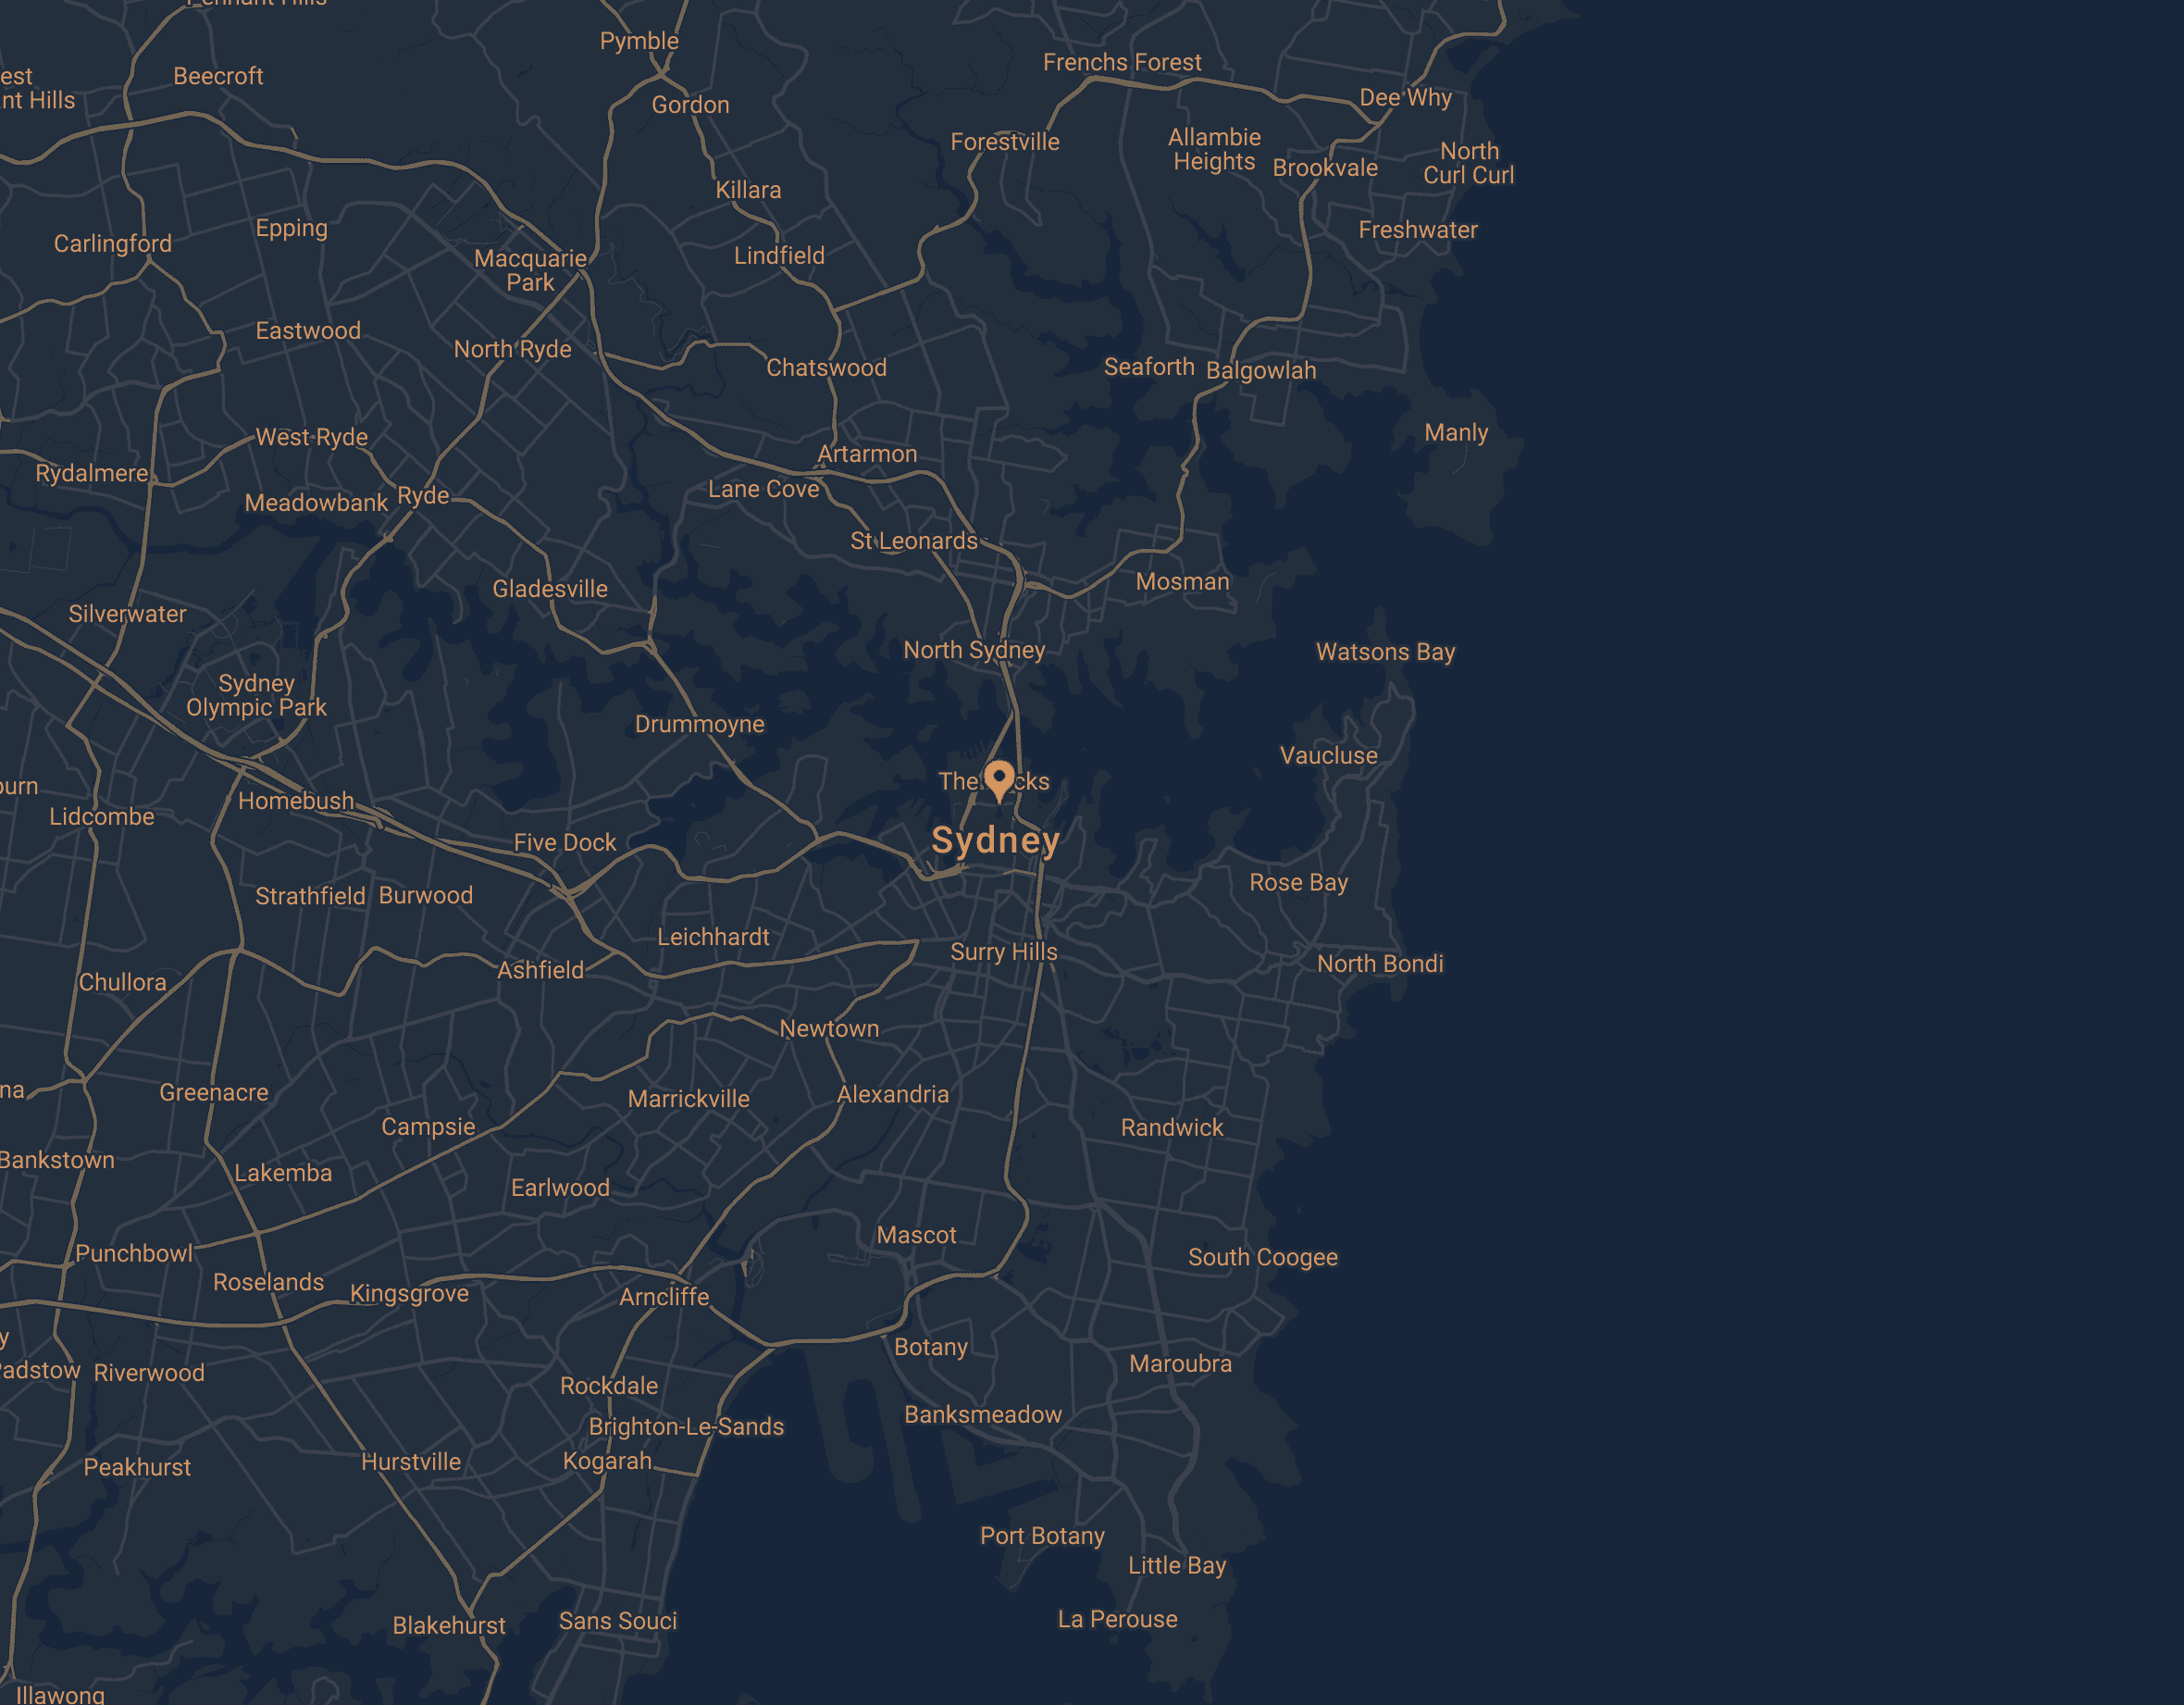 Pennant Hills
Pymble
Frenchs Forest
est
nt Hills
Beecroft
Gordon
Dee Why
Forestville
Allambie
Heights
Brookvale
North
Curl Curl
Killara
Epping
Carlingford
Freshwater
Macquarie
Park
Lindfield
Eastwood
North Ryde
Chatswood
Seaforth
Balgowlah
Manly
West Ryde
Artarmon
Rydalmere
Lane Cove
Meadowbank
Ryde
St Leonards
Gladesville
Mosman
Silverwater
North Sydney
Watsons Bay
Sydney
Olympic Park
Drummoyne
Vaucluse
The
cks
urn
Homebush
Lidcombe
Five Dock
Sydney
Rose Bay
Strathfield
Burwood
Leichhardt
Surry Hills
North Bondi
Ashfield
Chullora
Newtown
na
Greenacre
Marrickville
Alexandria
Campsie
Randwick
Bankstown
Lakemba
Earlwood
Mascot
Punchbowl
South Coogee
Roselands
Kingsgrove
Arncliffe
y
Botany
adstow
Riverwood
Maroubra
Rockdale
Banksmeadow
Brighton-Le-Sands
Peakhurst
Hurstville
Kogarah
Port Botany
Little Bay
Blakehurst
Sans Souci
La Perouse
Illawong